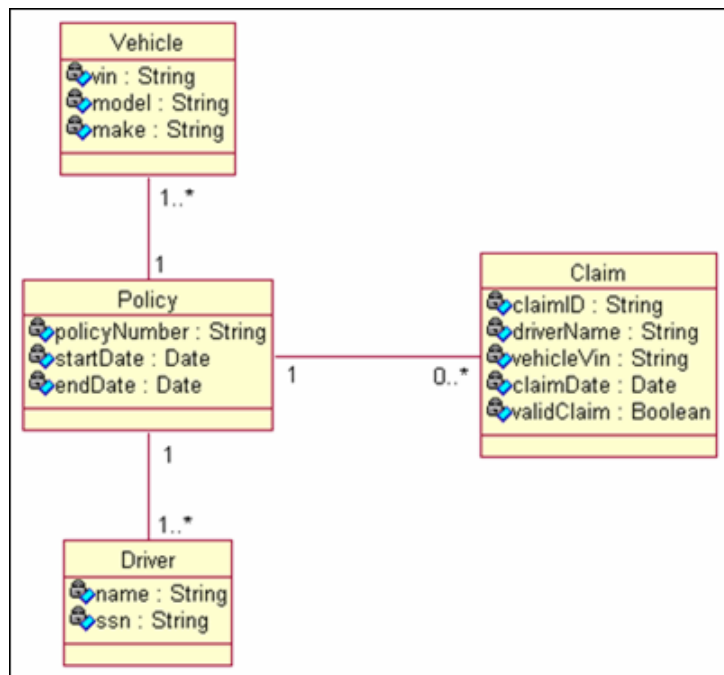 Vehicle
vin : String
model : String
make : String
1..*
1
Policy
policyNumber : String
startDate : Date
endDate : Date
1
0..*
Claim
claimID : String
driverName : String
vehicleVin : String
claimDate : Date
validClaim : Boolean
1
1..*
Driver
name : String
ssn : String